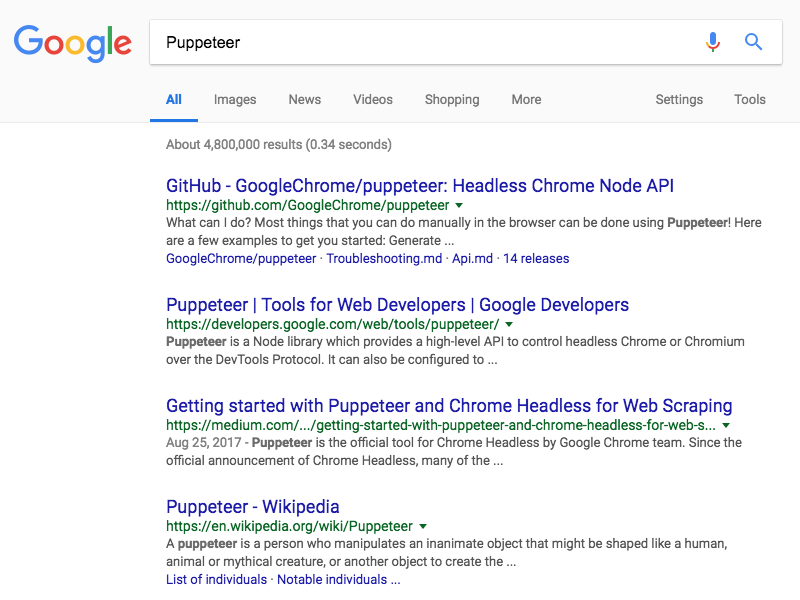 Google
Puppeteer
All Images News Videos Shopping More Settings Tools
About 4,800,000 results (0.34 seconds)
GitHub - GoogleChrome/puppeteer: Headless Chrome Node API
https://github.com/GoogleChrome/puppeteer
What can I do? Most things that you can do manually in the browser can be done using Puppeteer! Here
are a few examples to get you started: Generate ...
GoogleChrome/puppeteer · Troubleshooting.md · Api.md · 14 releases
Puppeteer | Tools for Web Developers | Google Developers
https://developers.google.com/web/tools/puppeteer/
Puppeteer is a Node library which provides a high-level API to control headless Chrome or Chromium
over the DevTools Protocol. It can also be configured to ...
Getting started with Puppeteer and Chrome Headless for Web Scraping
https://medium.com/.../getting-started-with-puppeteer-and-chrome-headless-for-web-s...
Aug 25, 2017 - Puppeteer is the official tool for Chrome Headless by Google Chrome team. Since the
official announcement of Chrome Headless, many of the ...
Puppeteer - Wikipedia
https://en.wikipedia.org/wiki/Puppeteer
A puppeteer is a person who manipulates an inanimate object that might be shaped like a human,
animal or mythical creature, or another object to create the ...
List of individuals · Notable individuals ...